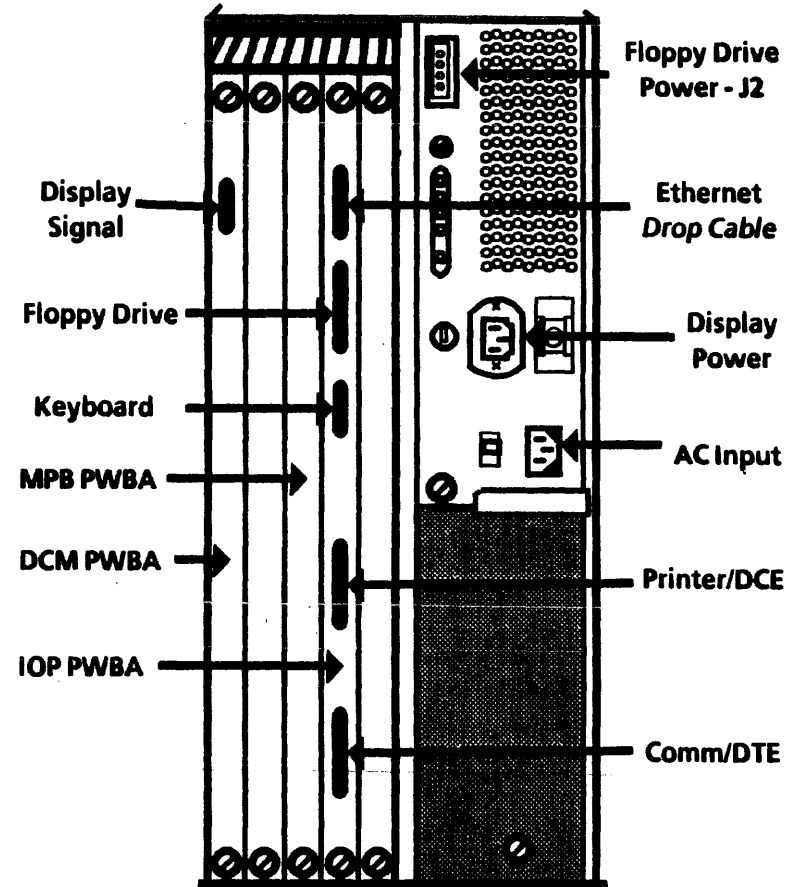 Floppy Drive
Power - J2
Display
Signal
Ethernet
Drop Cable
Floppy Drive
Display
Power
Keyboard
AC Input
MPB PWBA
DCM PWBA
Printer/DCE
IOP PWBA
Comm/DTE